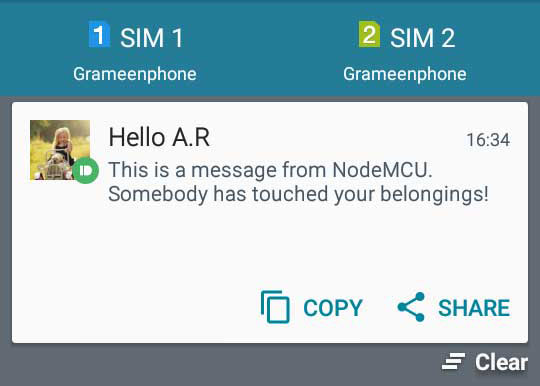 1 SIM 1
2 SIM 2
Grameenphone
Grameenphone
Hello A.R
16:34
This is a message from NodeMCU.
Somebody has touched your belongings!
COPY
SHARE
Clear